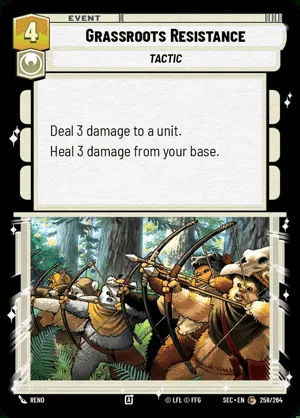 4
EVENT
GRASSROOTS RESISTANCE
TACTIC
Deal 3 damage to a unit.
Heal 3 damage from your base.
RENO
© LFL © FFG
SEC • EN
258/264